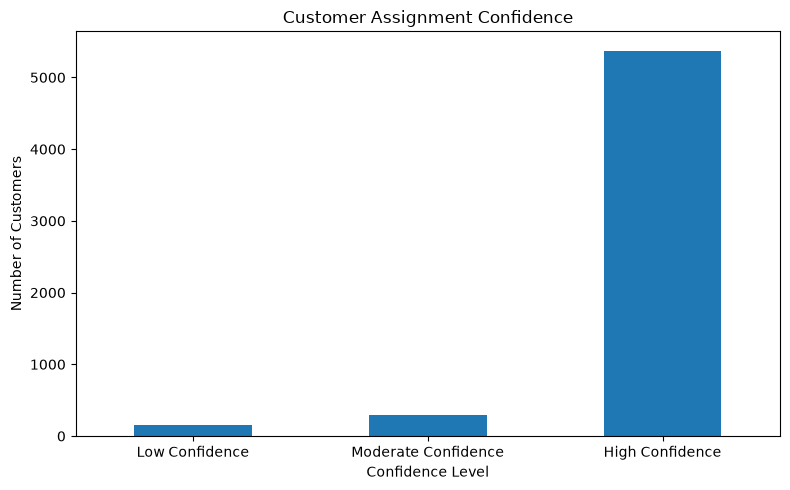 Customer Assignment Confidence
Number of Customers
5000
4000
3000
2000
1000
0
Low Confidence
Moderate Confidence
High Confidence
Confidence Level